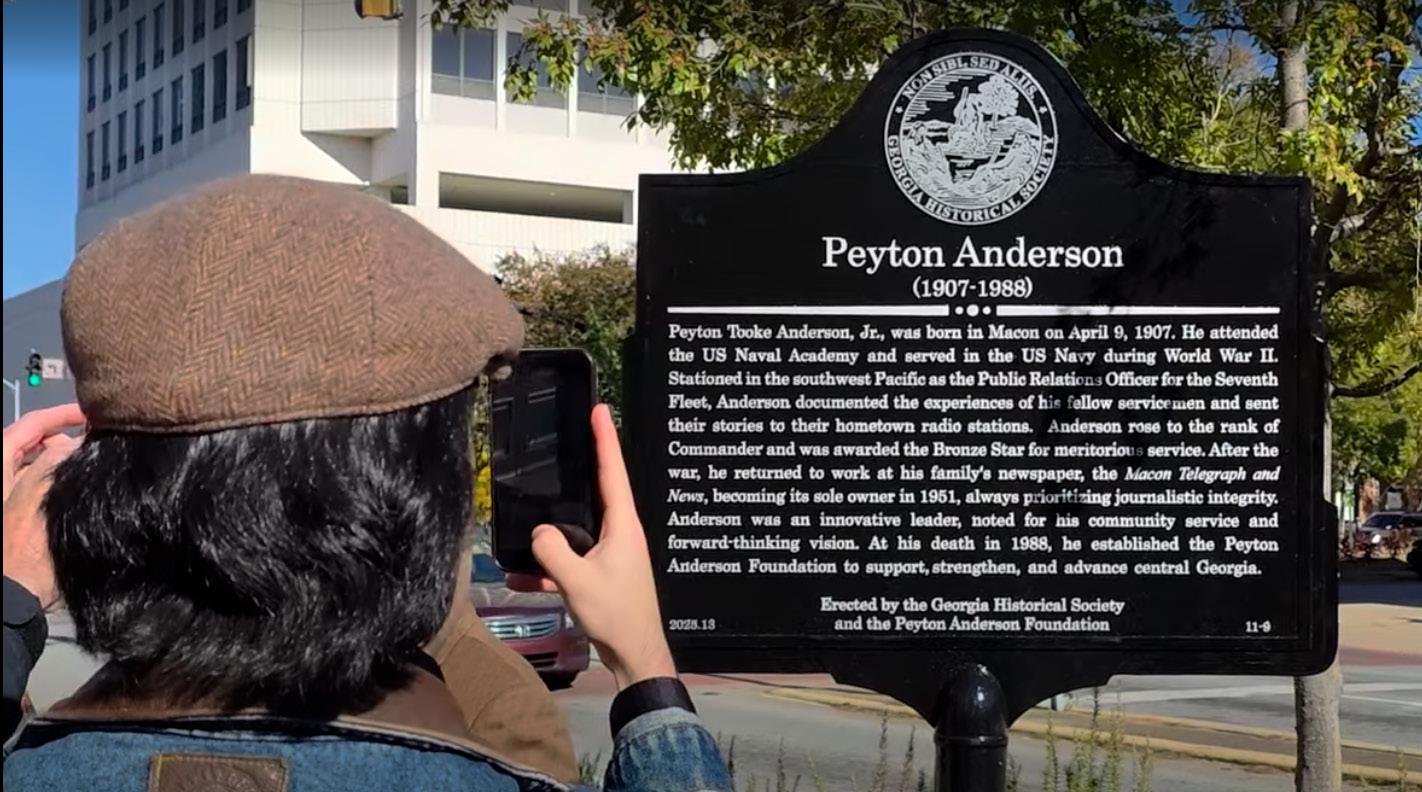 NON SIBI, SED ALIIS.
GEORGIA HISTORICAL SOCIETY
Peyton Anderson
(1907-1988)
Peyton Tooke Anderson, Jr., was born in Macon on April 9, 1907. He attended
the US Naval Academy and served in the US Navy during World War II.
Stationed in the southwest Pacific as the Public Relations Officer for the Seventh
Fleet, Anderson documented the experiences of his fellow servicemen and sent
their stories to their hometown radio stations. Anderson rose to the rank of
Commander and was awarded the Bronze Star for meritorious service. After the
war, he returned to work at his family's newspaper, the Macon Telegraph and
News, becoming its sole owner in 1951, always prioritizing journalistic integrity.
Anderson was an innovative leader, noted for his community service and
forward-thinking vision. At his death in 1988, he established the Peyton
Anderson Foundation to support, strengthen, and advance central Georgia.
Erected by the Georgia Historical Society
and the Peyton Anderson Foundation
2025.13
11-9